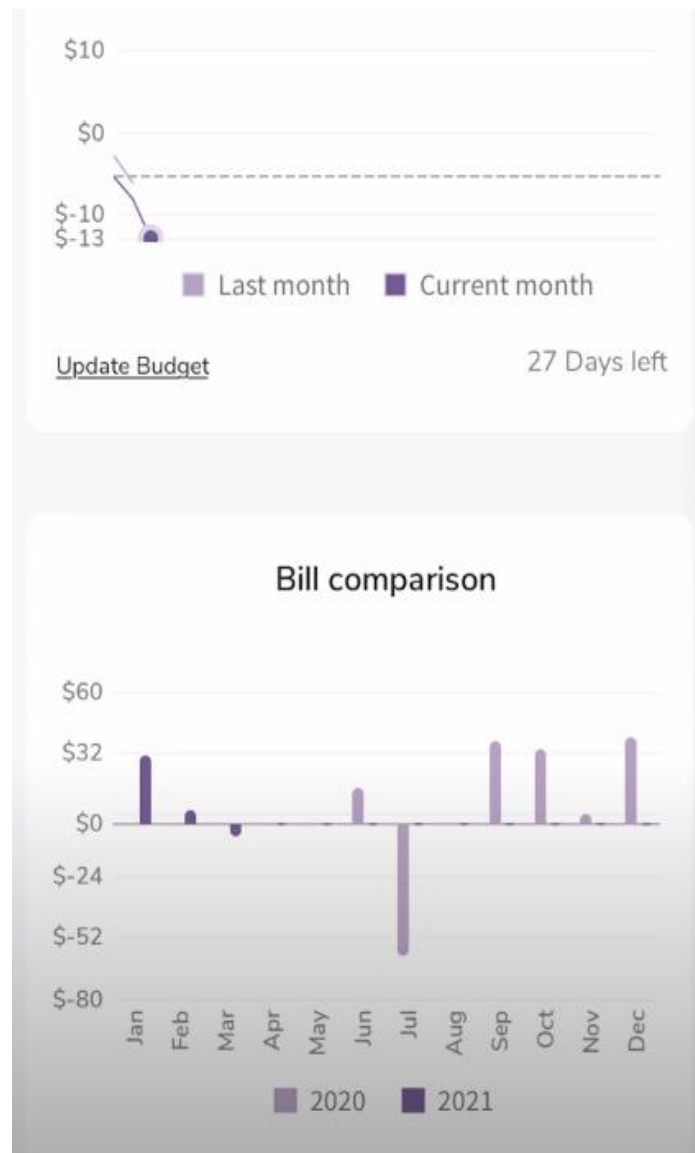 $10
$0
$-10
$-13
Last month Current month
Update Budget 27 Days left
Bill comparison
$60
$32
$0
$-24
$-52
$-80
Jan Feb Mar Apr May Jun Jul Aug Sep Oct Nov Dec
2020 2021